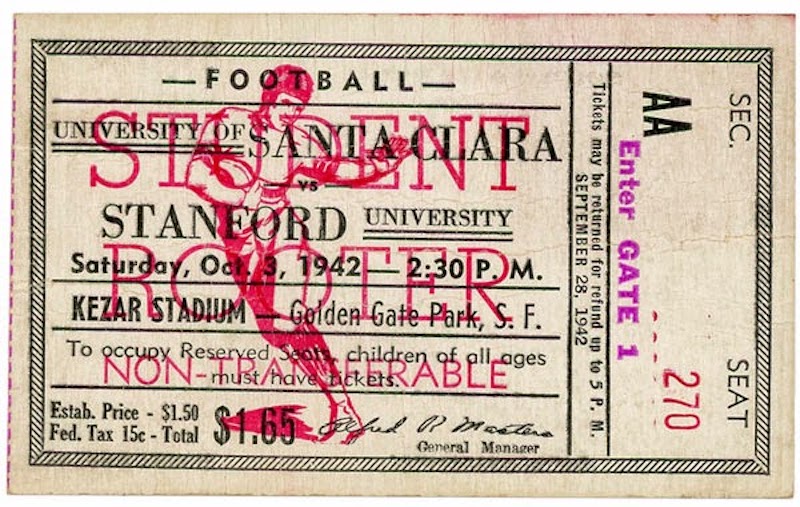 —FOOTBALL—
UNIVERSITY OF SANTA CLARA
vs
STANFORD UNIVERSITY
Saturday, Oct. 3, 1942 — 2:30 P. M.
KEZAR STADIUM — Golden Gate Park, S. F.
To occupy Reserved Seats, children of all ages
must have tickets.
Estab. Price - $1.50
Fed. Tax 15c - Total $1.65
Alfred R. Masters
General Manager
STUDENT
ROOTER
NON-TRANSFERABLE
Tickets may be returned for refund up to 5 P. M.
SEPTEMBER 28, 1942
Enter GATE 1
SEC.
AA
SEAT
270